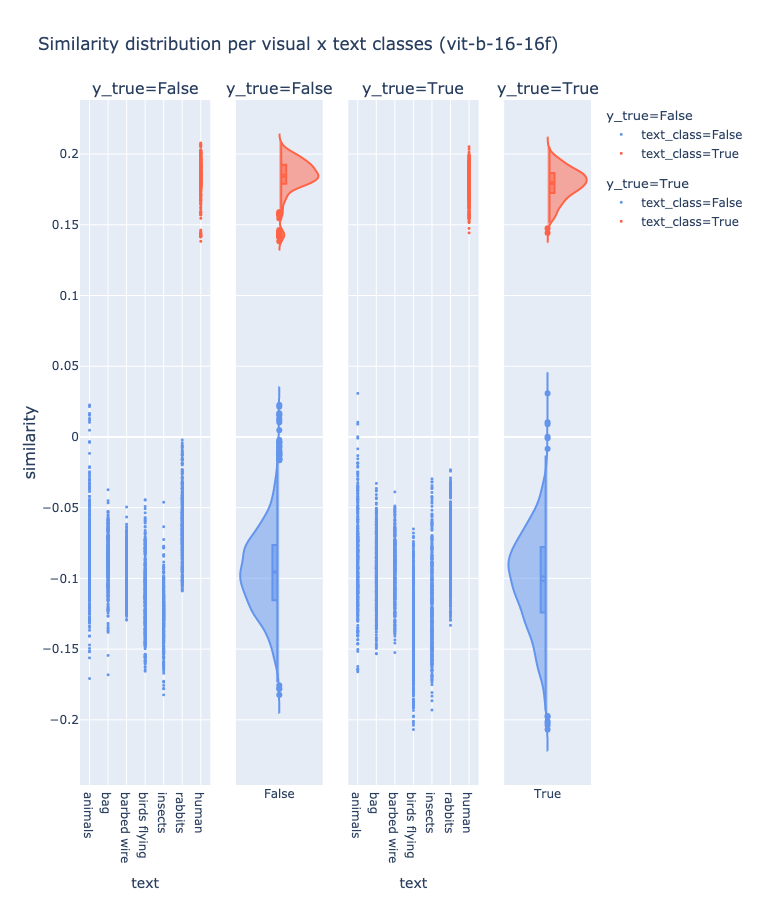 Similarity distribution per visual x text classes (vit-b-16-16f)
y_true=False
y_true=False
y_true=True
y_true=True
y_true=False
text_class=False
text_class=True
y_true=True
text_class=False
text_class=True
similarity
0.2
0.15
0.1
0.05
0
−0.05
−0.1
−0.15
−0.2
animals
bag
barbed wire
birds flying
insects
rabbits
human
text
False
animals
bag
barbed wire
birds flying
insects
rabbits
human
text
True